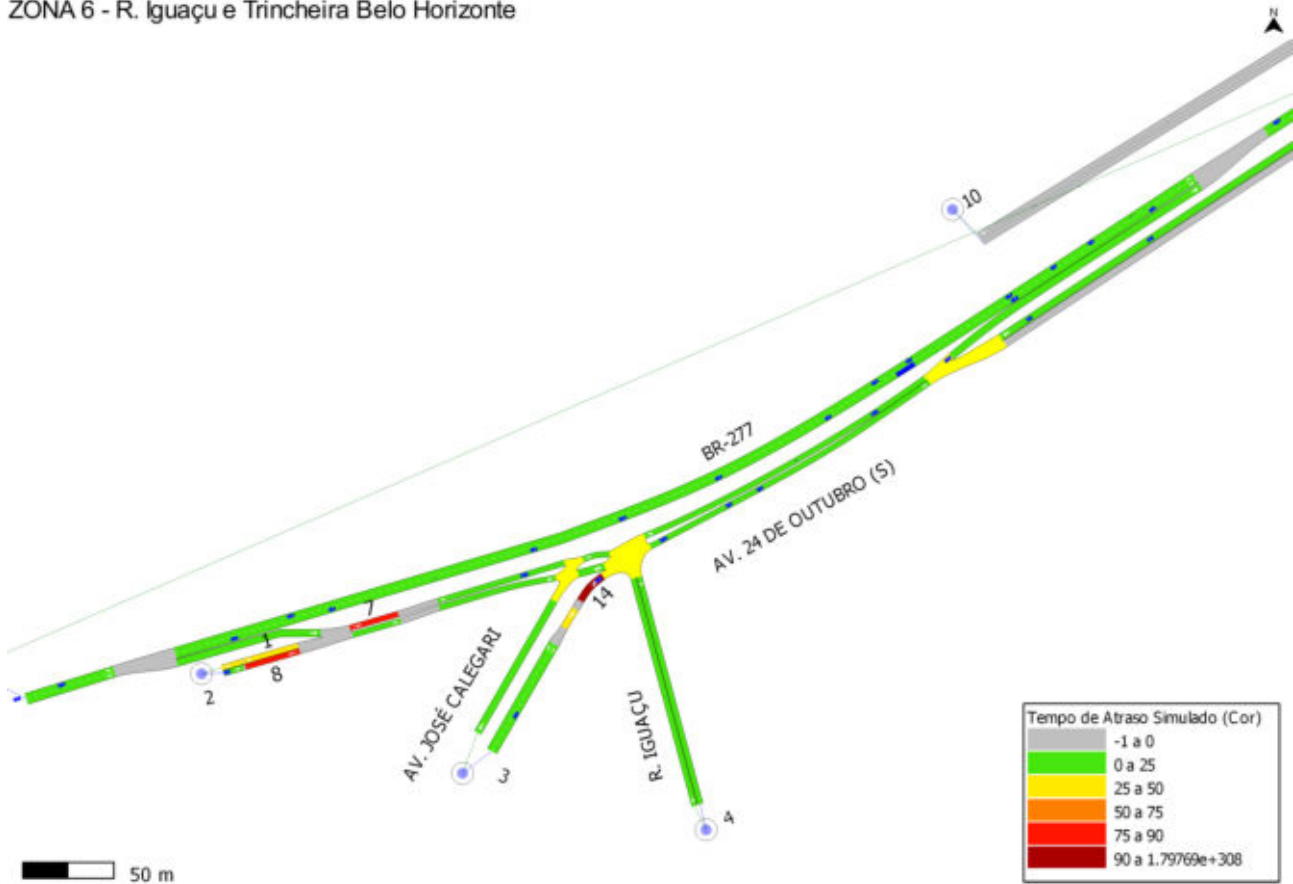 ZONA 6 - R. Iguaçu e Trincheira Belo Horizonte
N
10
BR-277
AV. 24 DE OUTUBRO (S)
7
14
1
8
2
AV. JOSÉ CALEGARI
R. IGUAÇU
3
4
Tempo de Atraso Simulado (Cor)
-1 a 0
0 a 25
25 a 50
50 a 75
75 a 90
90 a 1.79769e+308
50 m